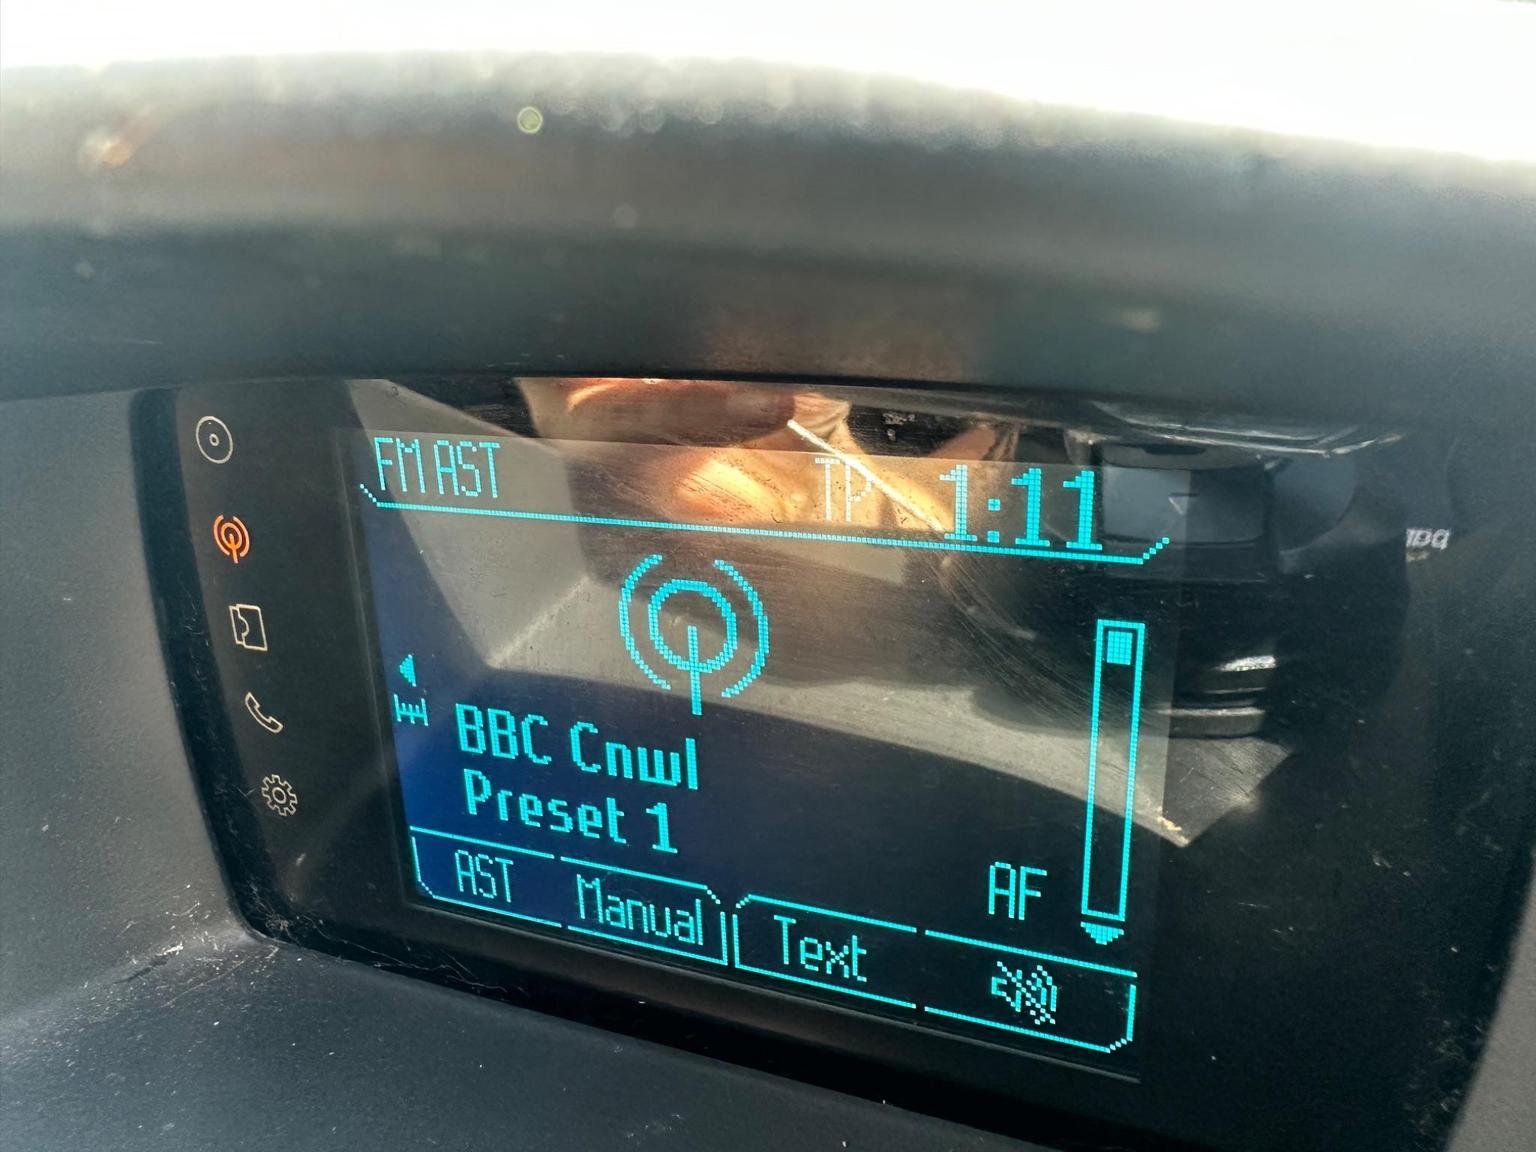 FM AST TP 1:11
BBC Cnwl
Preset 1
AF
AST Manual Text